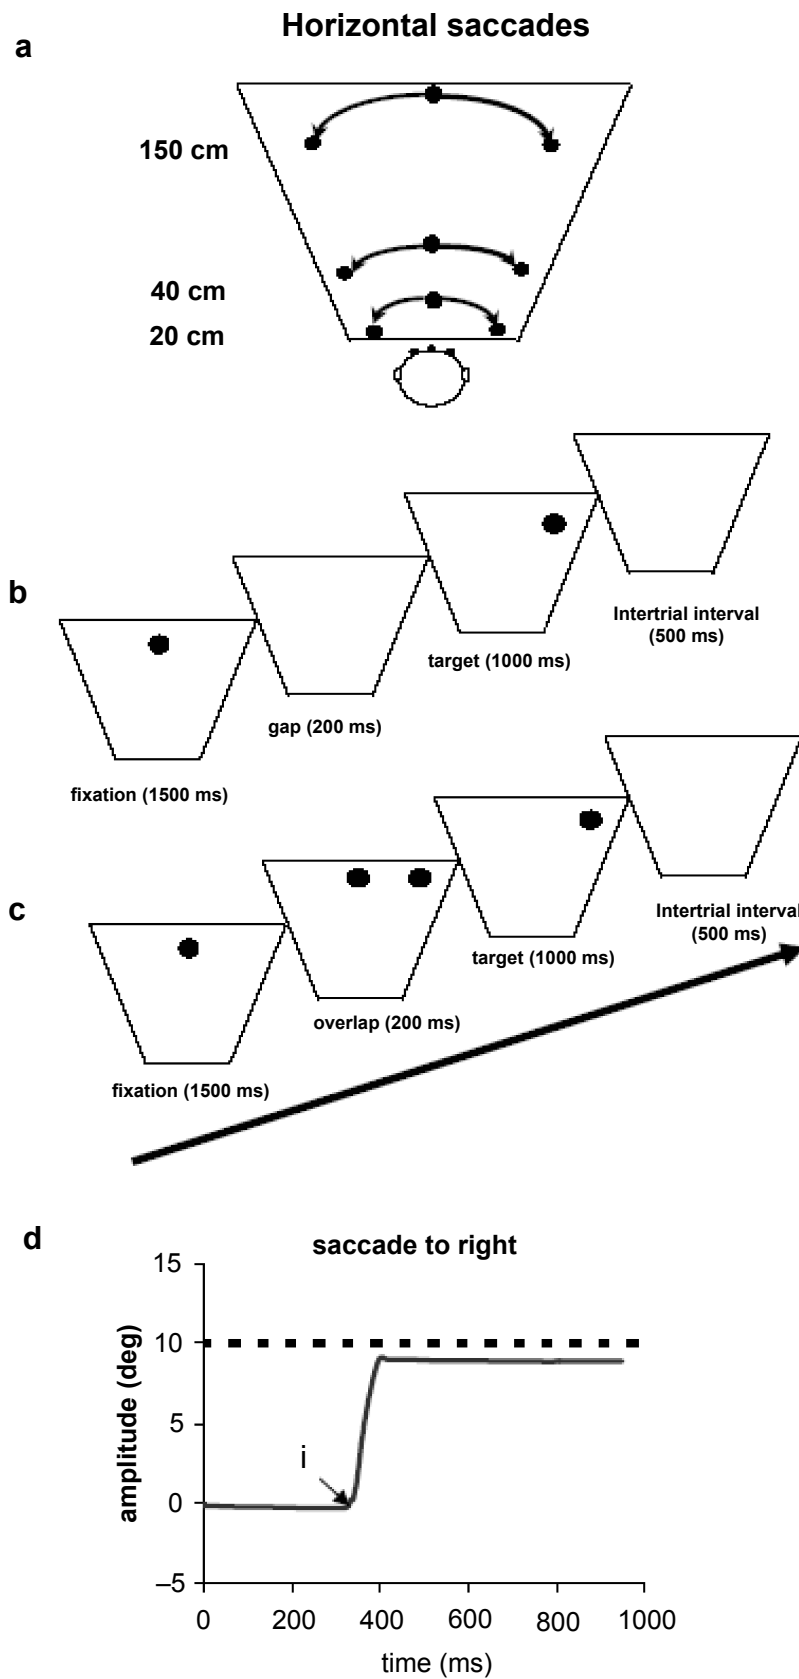 Horizontal saccades
a
150 cm
40 cm
20 cm
b
fixation (1500 ms)
gap (200 ms)
target (1000 ms)
Intertrial interval
(500 ms)
c
fixation (1500 ms)
overlap (200 ms)
target (1000 ms)
Intertrial interval
(500 ms)
d
saccade to right
amplitude (deg)
15
10
5
0
–5
i
0
200
400
600
800
1000
time (ms)